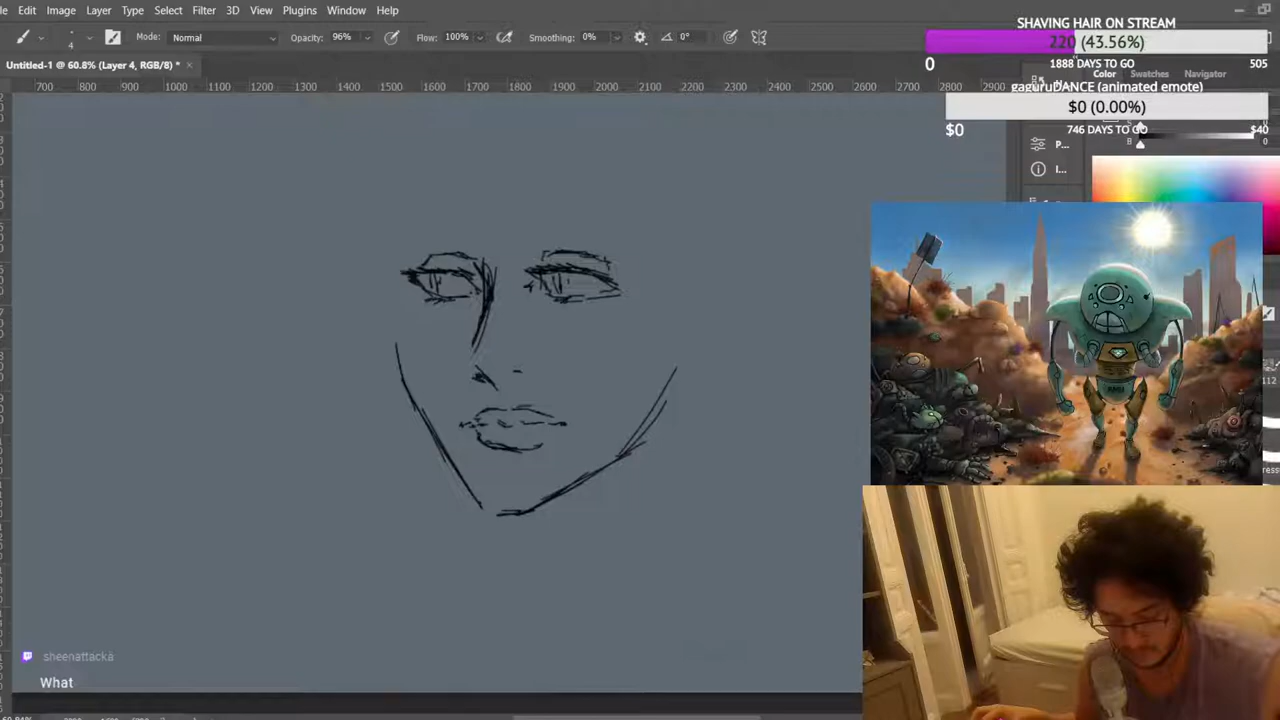 Edit Image Layer Type Select Filter 3D View Plugins Window Help
4 Mode: Normal Opacity: 96% Flow: 100% Smoothing: 0% 0°
Untitled-1 @ 60.8% (Layer 4, RGB/8) *
700 800 900 1000 1100 1200 1300 1400 1500 1600 1700 1800 1900 2000 2100 2200 2300 2400 2500 2600 2700 2800 2900
SHAVING HAIR ON STREAM
220 (43.56%)
0 1888 DAYS TO GO 505
Color Swatches Navigator
gaguruDANCE (animated emote)
$0 (0.00%)
$0 746 DAYS TO GO $40
B 0
P...
I...
112
sheenattacka
What